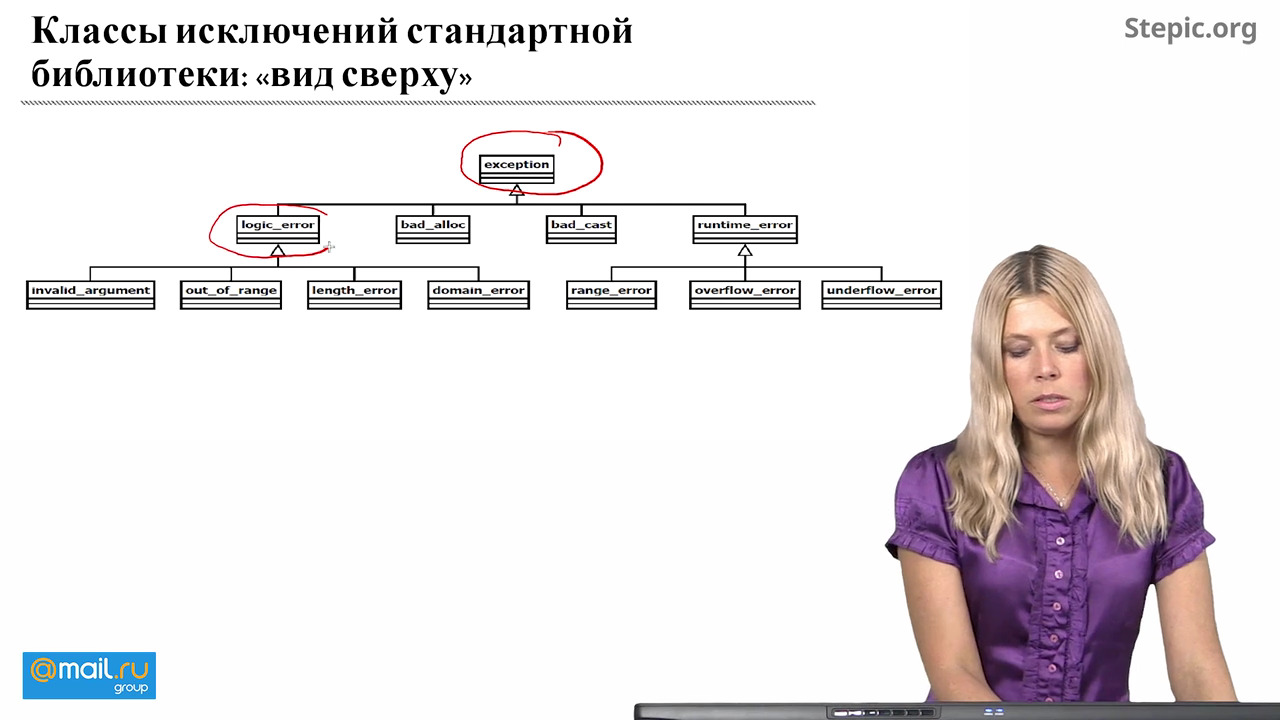 Классы исключений стандартной
библиотеки: «вид сверху»
Stepic.org
exception
logic_error
bad_alloc
bad_cast
runtime_error
invalid_argument
out_of_range
length_error
domain_error
range_error
overflow_error
underflow_error
@mail.ru
group